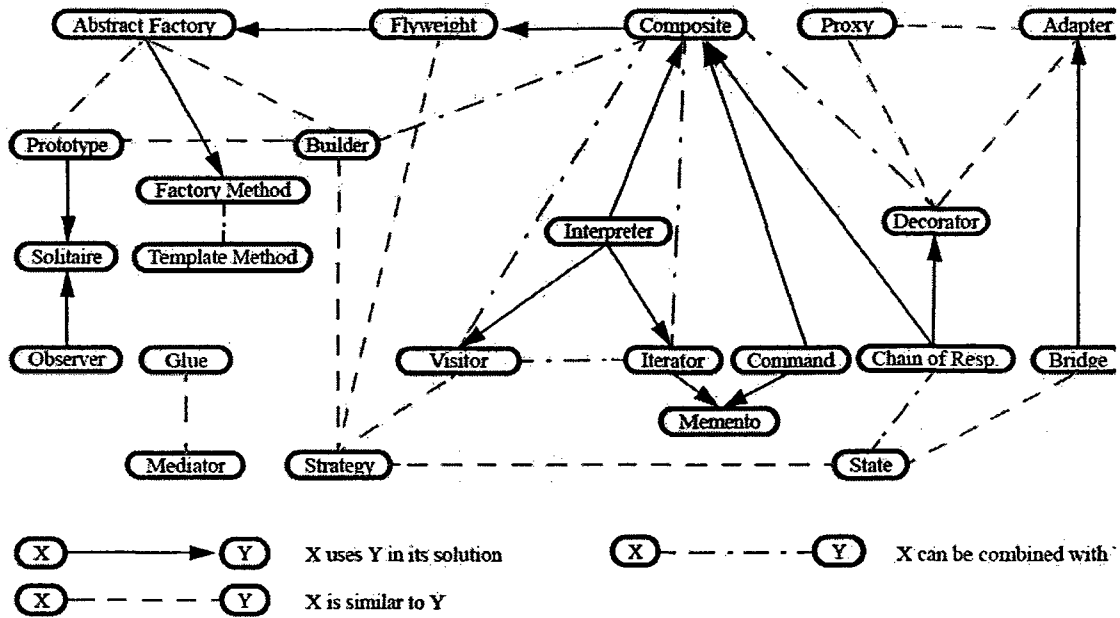 Abstract Factory
Flyweight
Composite
Proxy
Adapter
Prototype
Builder
Factory Method
Decorator
Interpreter
Solitaire
Template Method
Observer
Glue
Visitor
Iterator
Command
Chain of Resp.
Bridge
Memento
Mediator
Strategy
State
X
Y
X uses Y in its solution
X
Y
X can be combined with
X
Y
X is similar to Y